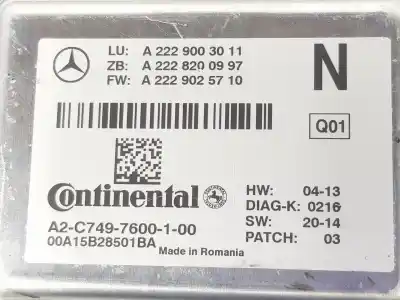 LU: A 222 900 30 11
ZB: A 222 820 09 97
FW: A 222 902 57 10
N
Q01
Continental
HW: 04-13
DIAG-K: 0216
SW: 20-14
PATCH: 03
A2-C749-7600-1-00
00A15B28501BA
Made in Romania